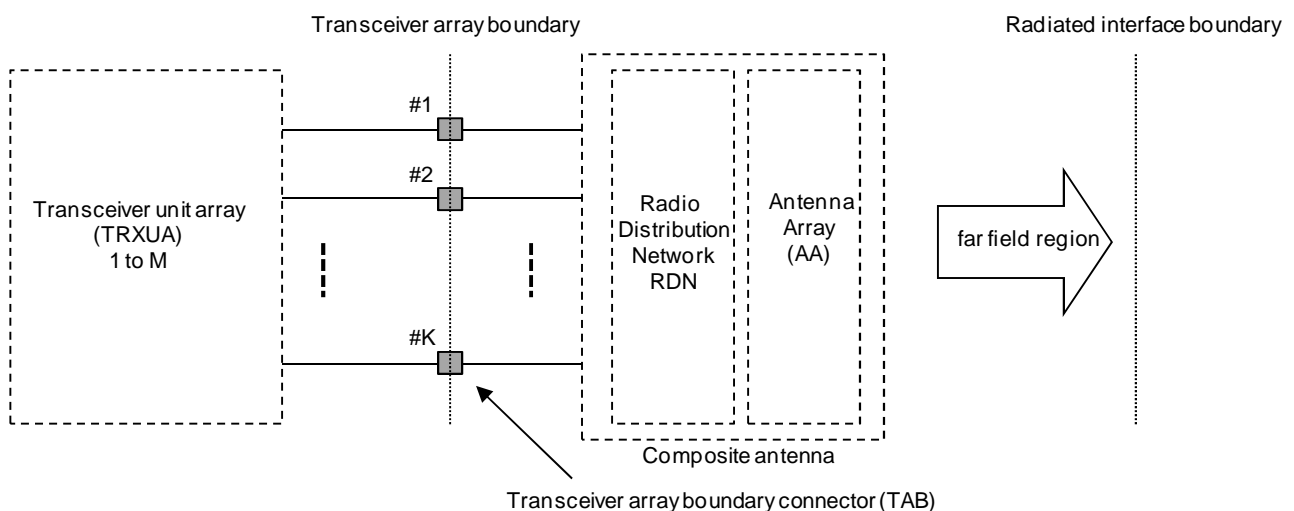 Transceiver array boundary
Radiated interface boundary
#1
#2
#K
Transceiver unit array
(TRXUA)
1 to M
Radio
Distribution
Network
RDN
Antenna
Array
(AA)
far field region
Composite antenna
Transceiver array boundary connector (TAB)